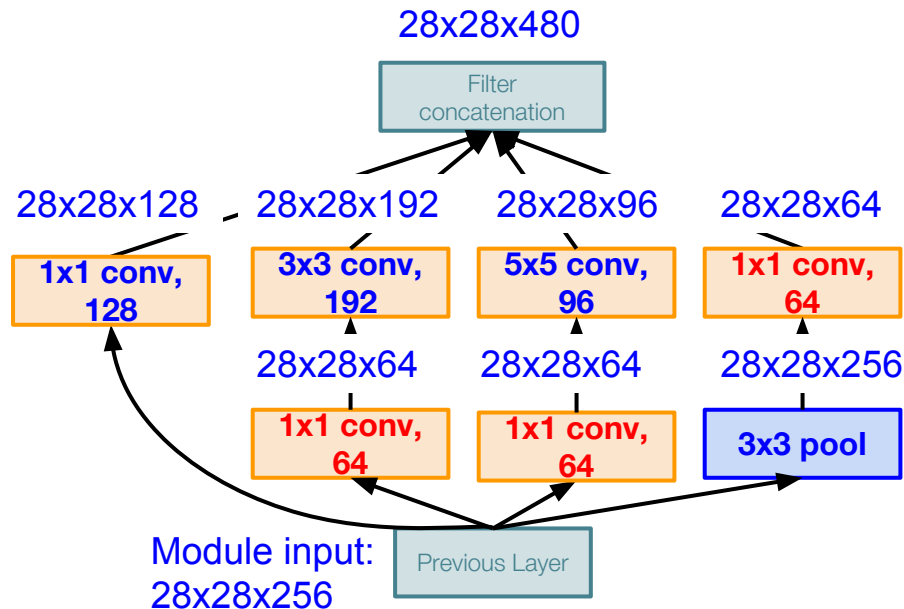 28x28x480
Filter
concatenation
28x28x128
28x28x192
28x28x96
28x28x64
1x1 conv,
128
3x3 conv,
192
5x5 conv,
96
1x1 conv,
64
28x28x64
28x28x64
28x28x256
1x1 conv,
64
1x1 conv,
64
3x3 pool
Module input:
28x28x256
Previous Layer